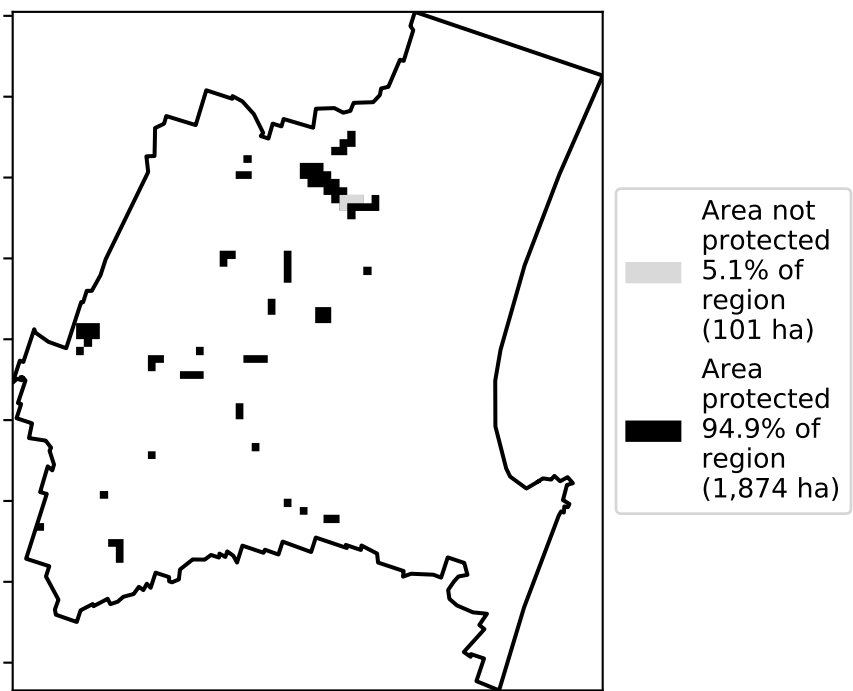 Area not
protected
5.1% of
region
(101 ha)
Area
protected
94.9% of
region
(1,874 ha)